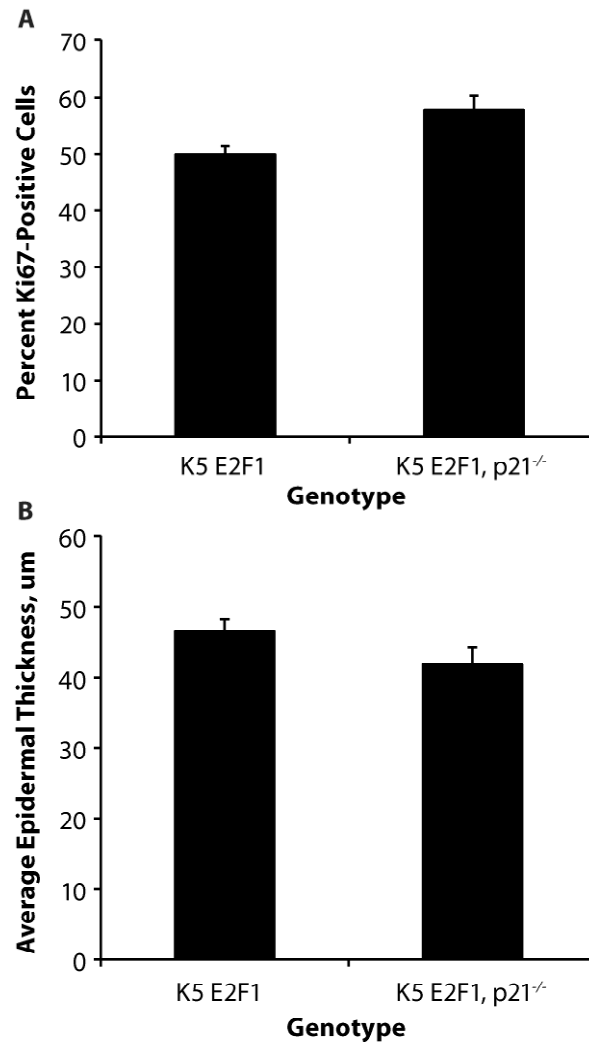 A
Percent Ki67-Positive Cells
70
60
50
40
30
20
10
0
K5 E2F1
K5 E2F1, p21-/-
Genotype
B
Average Epidermal Thickness, um
60
50
40
30
20
10
0
K5 E2F1
K5 E2F1, p21-/-
Genotype